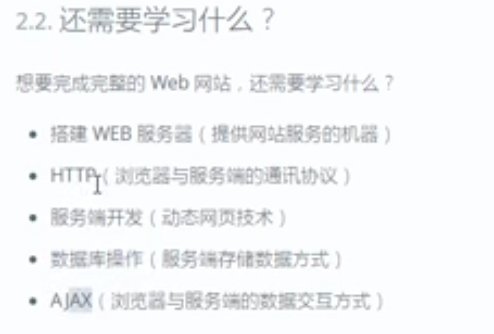 2.2. 还需要学习什么？
想要完成完整的 Web 网站，还需要学习什么？
• 搭建 WEB 服务器（提供网站服务的机器）
• HTTP（浏览器与服务端的通讯协议）
• 服务端开发（动态网页技术）
• 数据库操作（服务端存储数据方式）
• AJAX（浏览器与服务端的数据交互方式）